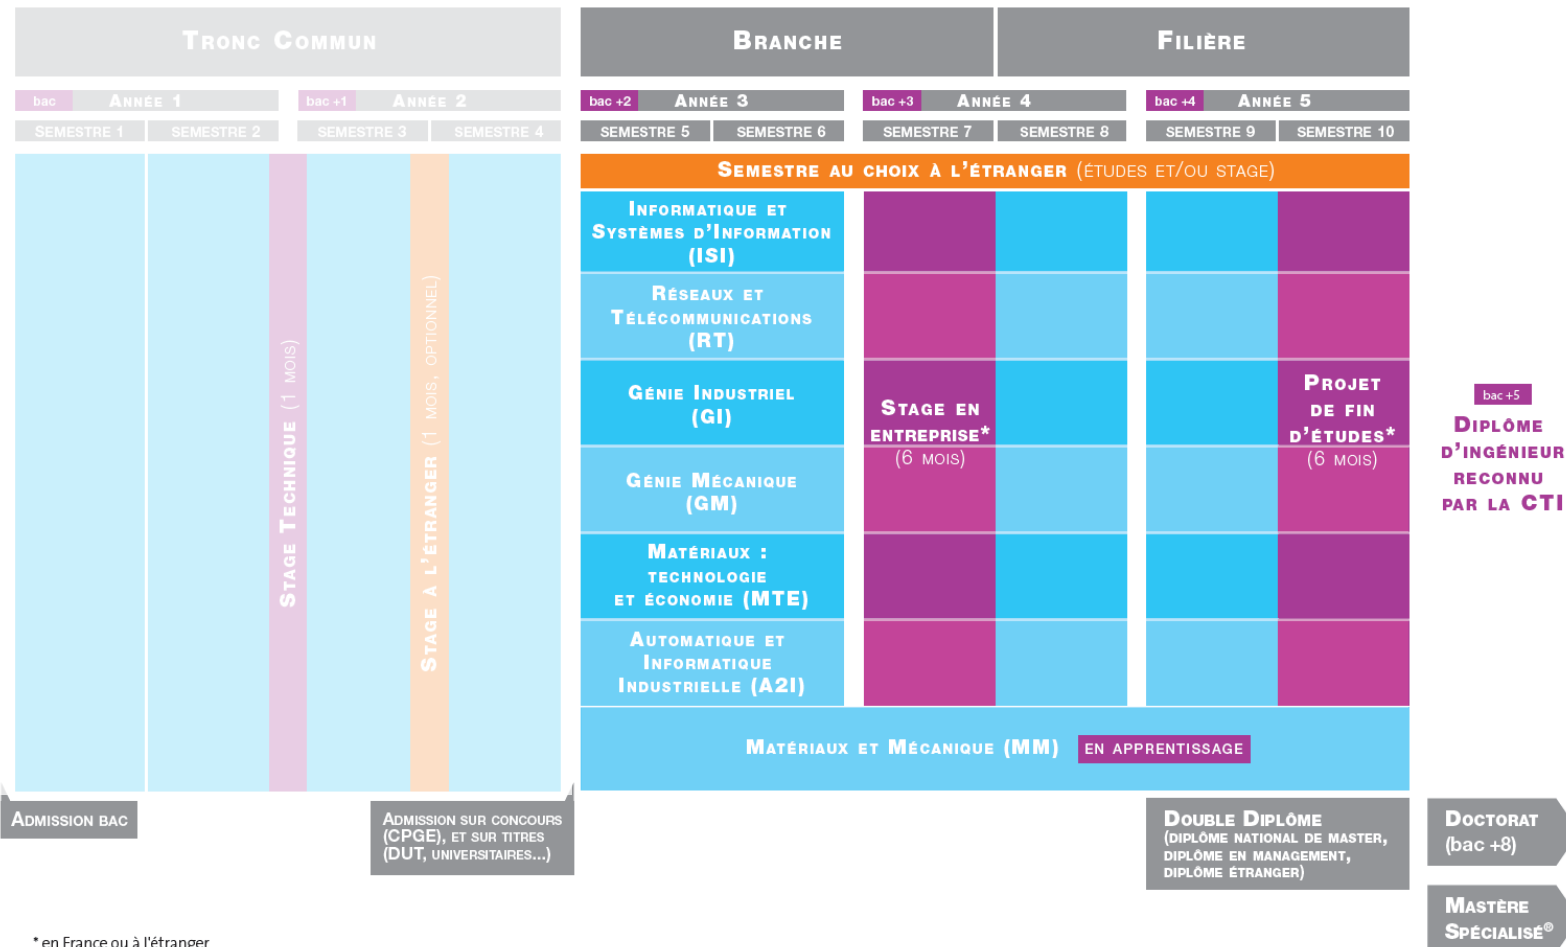 Tronc Commun
Branche
Filière
bac
Année 1
bac +1
Année 2
bac +2
Année 3
bac +3
Année 4
bac +4
Année 5
Semestre 1
semestre 2
semestre 3
semestre 4
semestre 5
semestre 6
semestre 7
semestre 8
semestre 9
semestre 10
Semestre au choix à l'étranger (études et/ou stage)
Stage Technique (1 mois)
Stage à l'étranger (1 mois, optionnel)
Informatique et
Systèmes d'Information
(ISI)
Réseaux et
Télécommunications
(RT)
Génie Industriel
(GI)
Génie Mécanique
(GM)
Matériaux :
technologie
et économie (MTE)
Automatique et
Informatique
Industrielle (A2I)
Stage en
entreprise*
(6 mois)
Projet
de fin
d'études*
(6 mois)
Matériaux et Mécanique (MM)
en apprentissage
bac +5
Diplôme
d'ingénieur
reconnu
par la CTI
Admission bac
Admission sur concours
(CPGE), et sur titres
(DUT, universitaires...)
Double Diplôme
(diplôme national de master,
diplôme en management,
diplôme étranger)
Doctorat
(bac +8)
Mastère
Spécialisé®
* en France ou à l'étranger